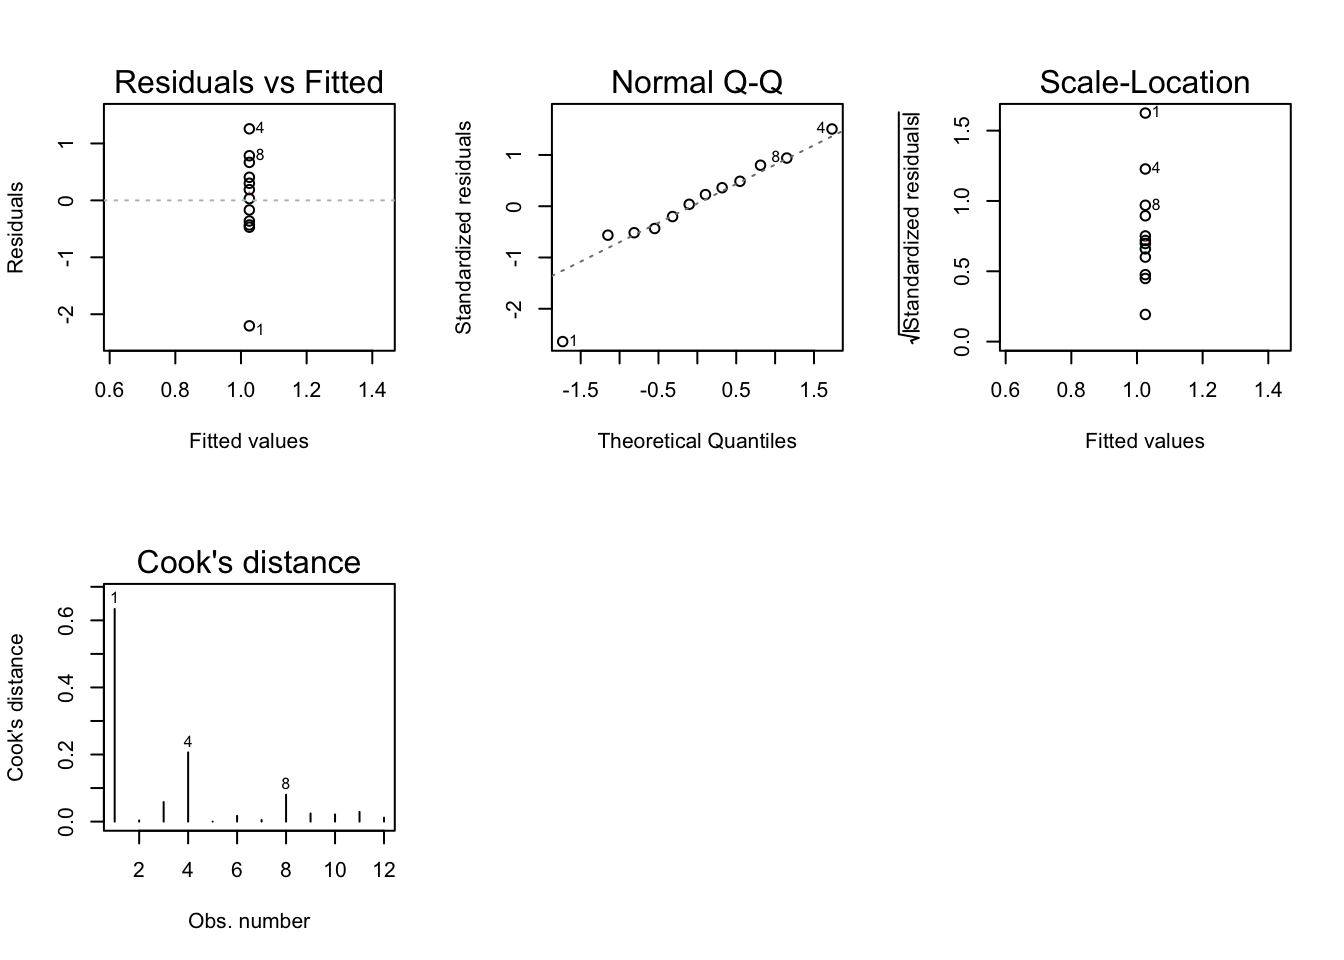 Residuals vs Fitted
Residuals
1
0
-1
-2
4
8
1
0.6 0.8 1.0 1.2 1.4
Fitted values
Normal Q-Q
Standardized residuals
1
0
-1
-2
4
8
1
-1.5 -0.5 0.5 1.5
Theoretical Quantiles
Scale-Location
√|Standardized residuals|
1.5
1.0
0.5
0.0
1
4
8
0.6 0.8 1.0 1.2 1.4
Fitted values
Cook's distance
Cook's distance
0.6
0.4
0.2
0.0
1
4
8
2 4 6 8 10 12
Obs. number